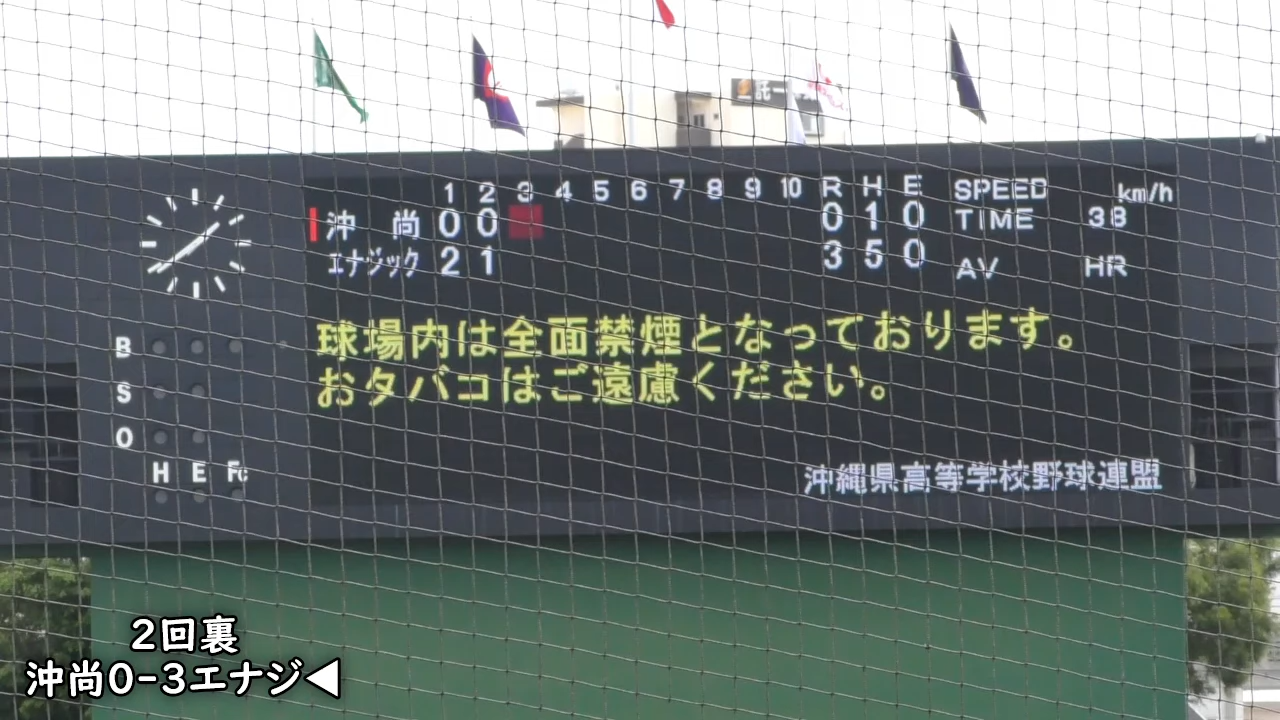 1 2 3 4 5 6 7 8 9 10 R H E SPEED km/h
沖 尚 0 0 0 1 0 TIME 38
エナジック 2 1 3 5 0 AV HR
B
球場内は全面禁煙となっております。
S
おタバコはご遠慮ください。
O
H E Fc
沖縄県高等学校野球連盟
2回裏
沖尚0-3エナジ◀